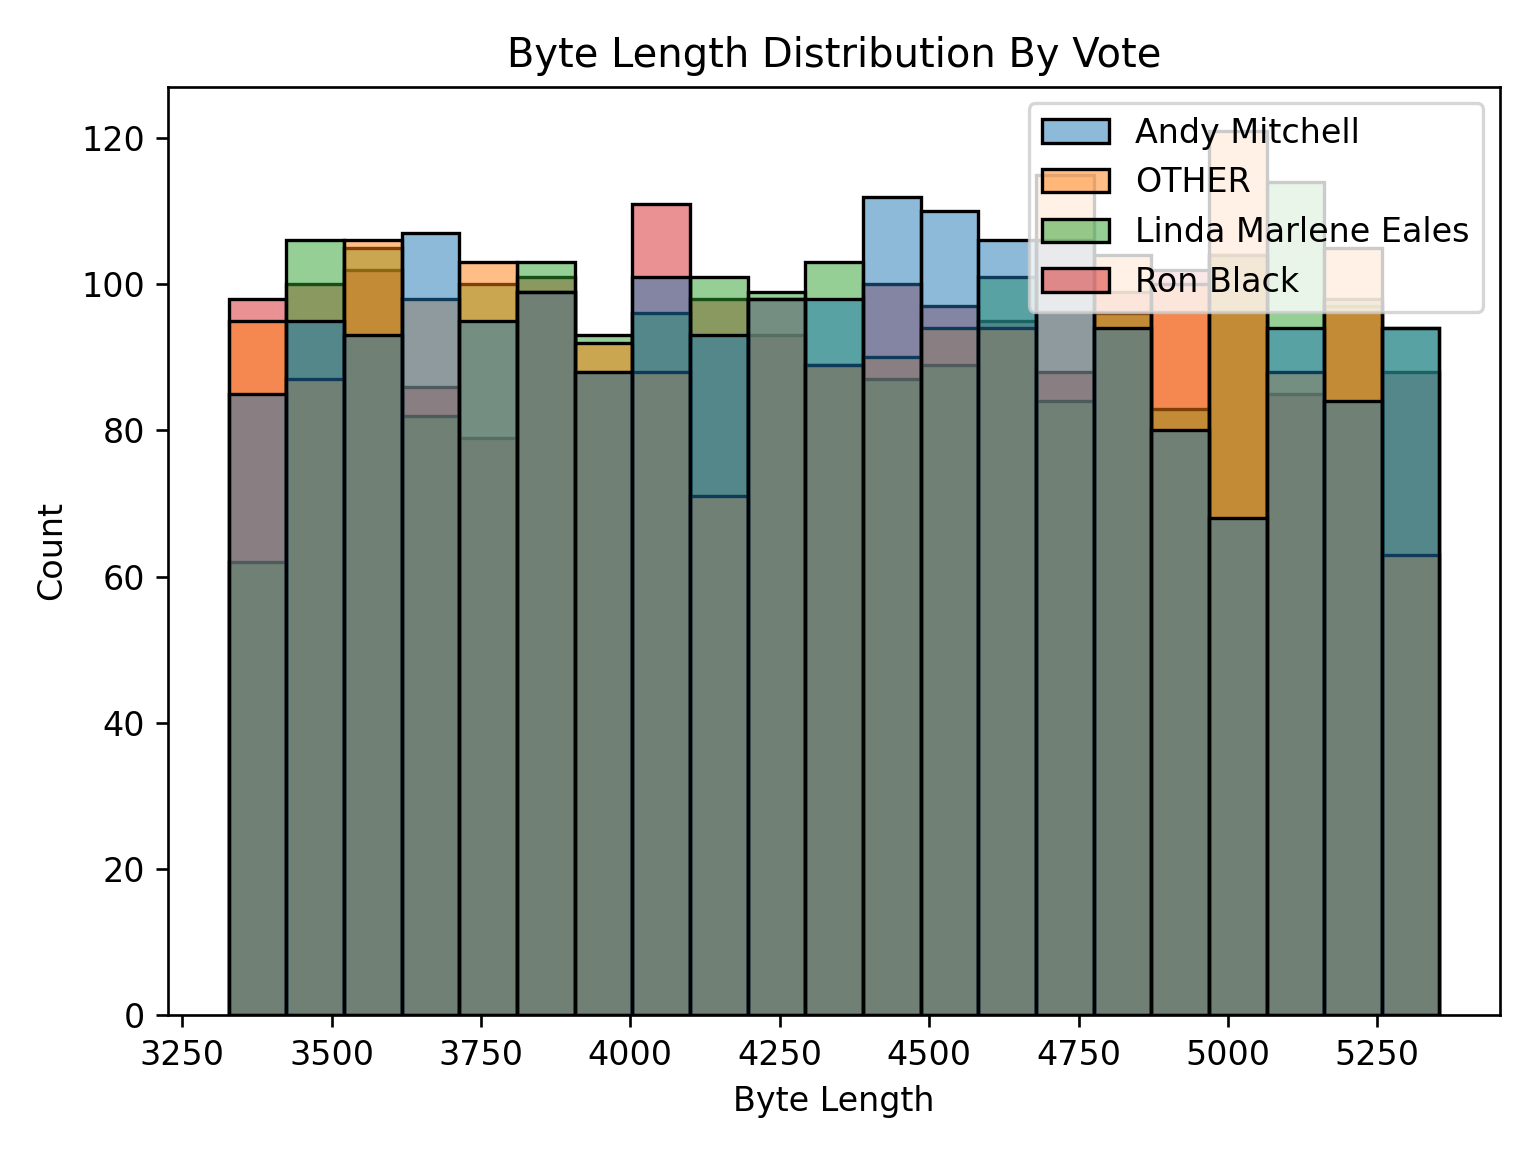 Byte Length Distribution By Vote
Andy Mitchell
OTHER
Linda Marlene Eales
Ron Black
120
100
80
60
40
20
0
Count
3250 3500 3750 4000 4250 4500 4750 5000 5250
Byte Length